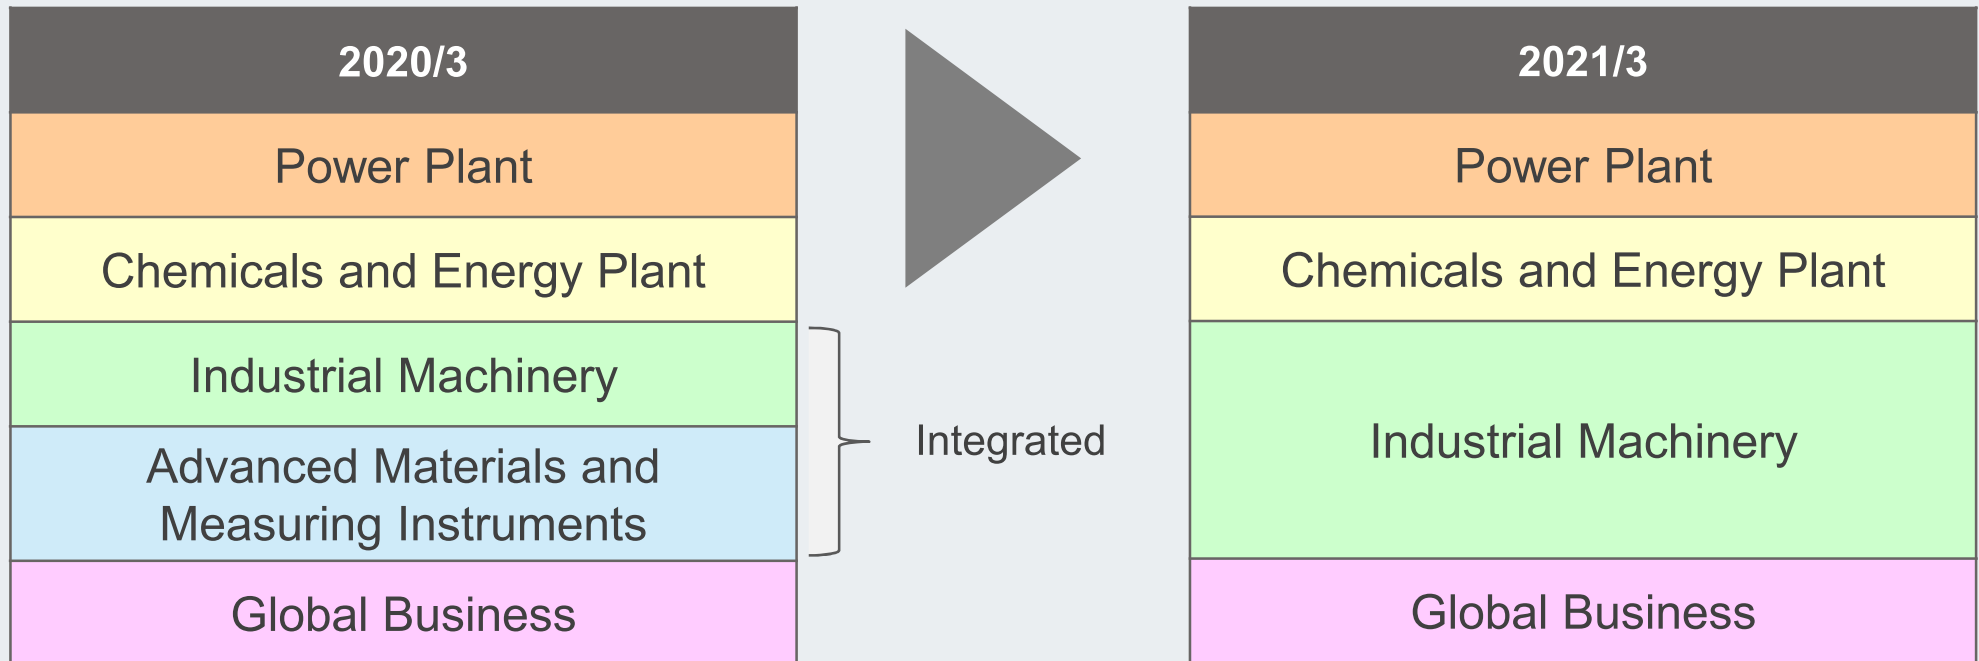 2020/3
Power Plant
Chemicals and Energy Plant
Industrial Machinery
Advanced Materials and
Measuring Instruments
Global Business
Integrated
2021/3
Power Plant
Chemicals and Energy Plant
Industrial Machinery
Global Business